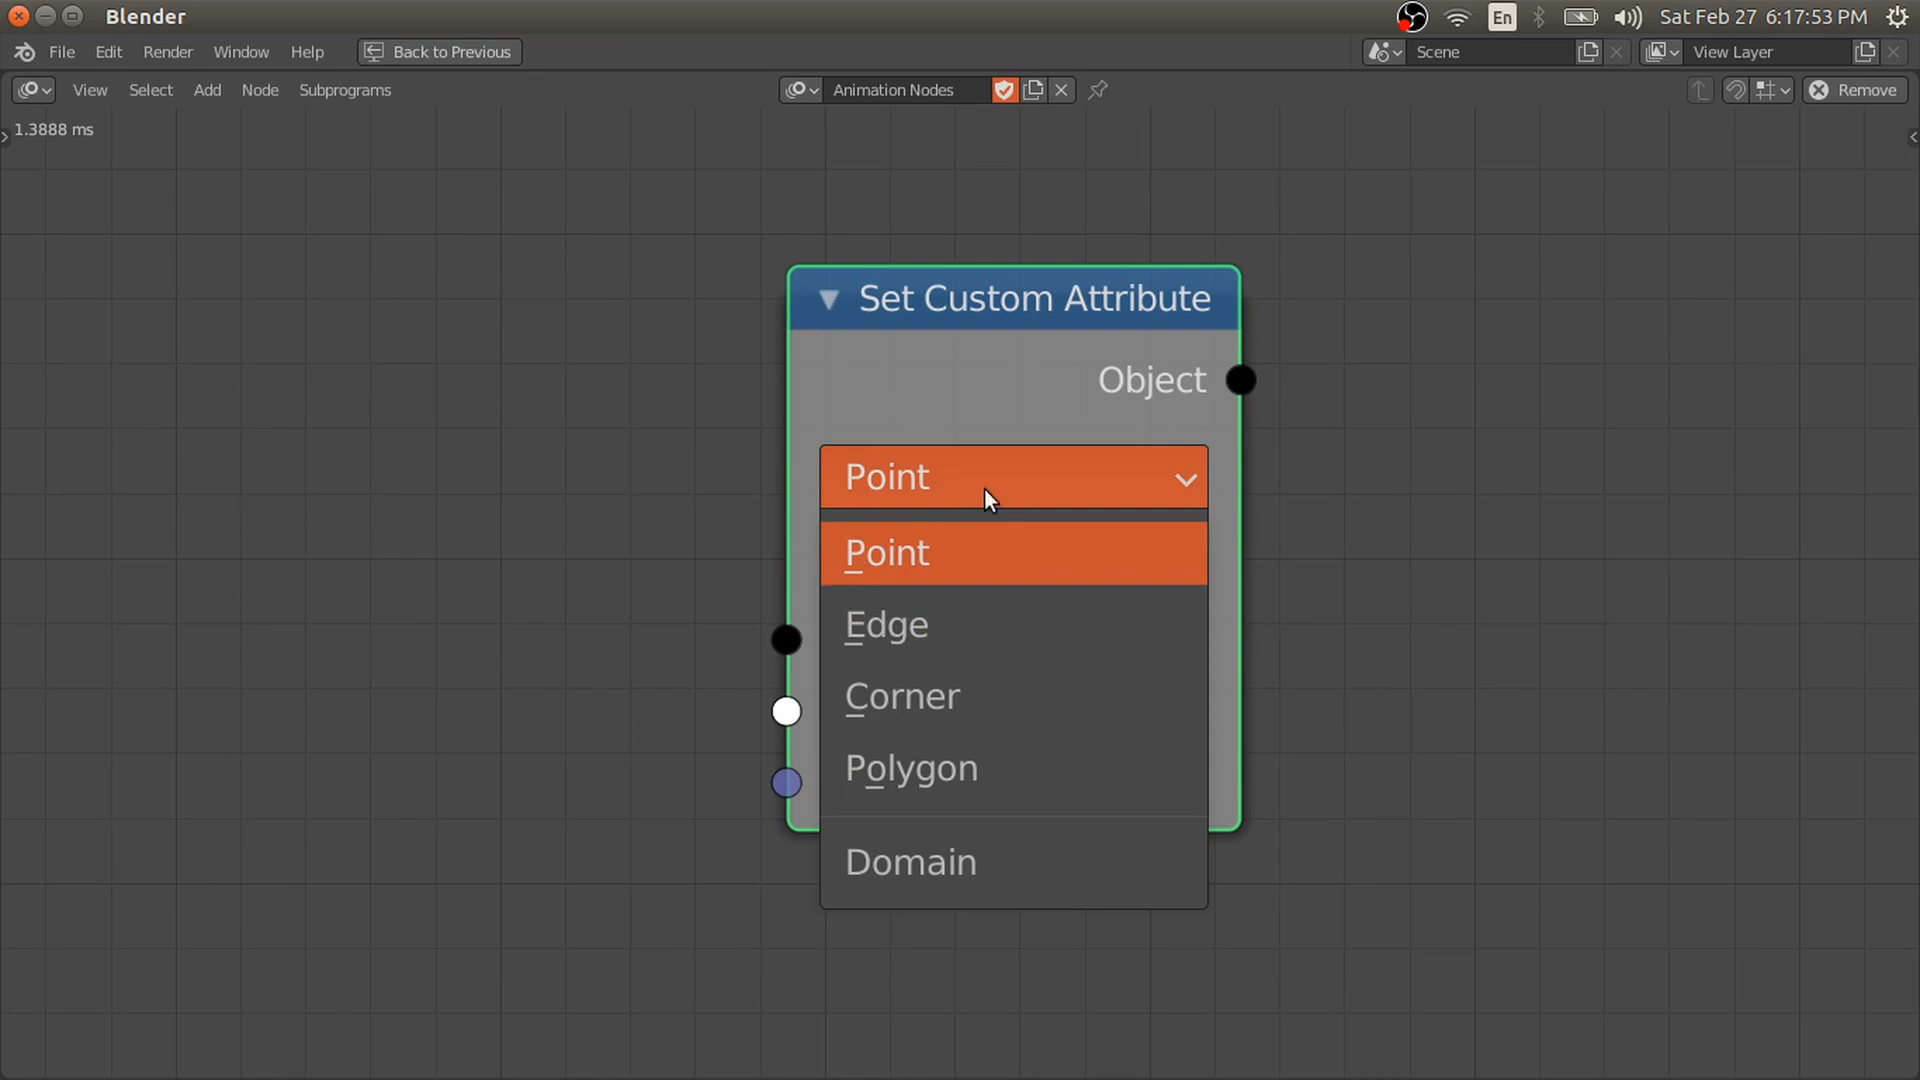 Blender
En
Sat Feb 27 6:17:53 PM
File Edit Render Window Help Back to Previous
Scene
View Layer
View Select Add Node Subprograms
Animation Nodes
Remove
1.3888 ms
Set Custom Attribute
Object
Point
Point
Edge
Corner
Polygon
Domain